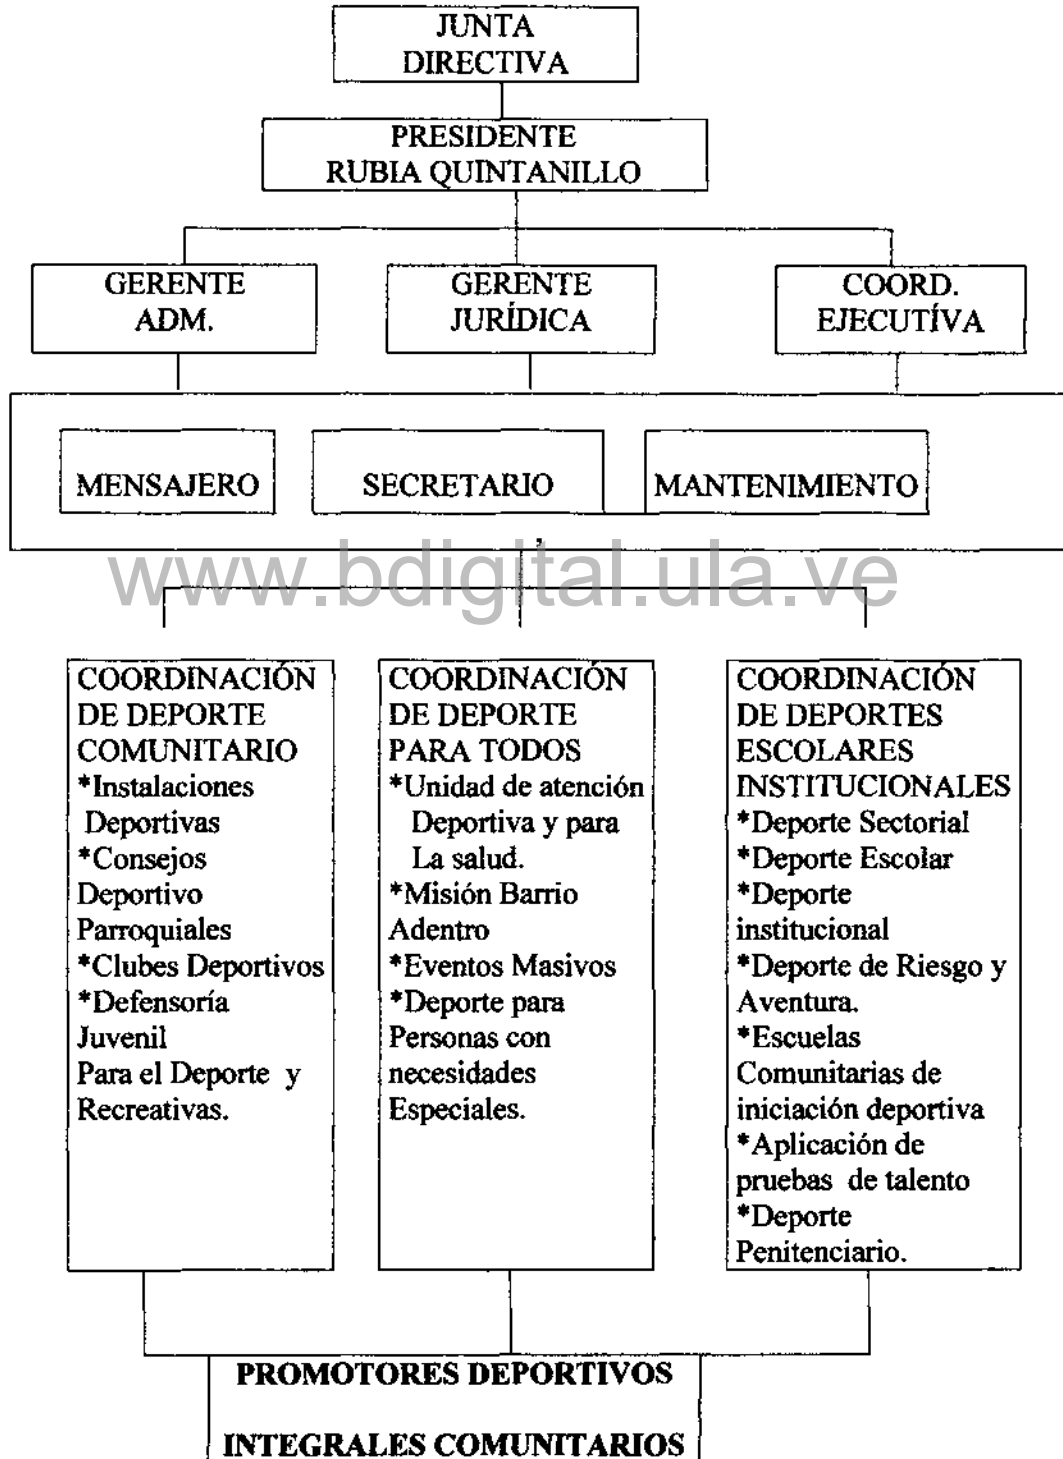 JUNTA
DIRECTIVA
PRESIDENTE
RUBIA QUINTANILLO
GERENTE
ADM.
GERENTE
JURÍDICA
COORD.
EJECUTÍVA
MENSAJERO
SECRETARIO
MANTENIMIENTO
www.bdigital.ula.ve
COORDINACIÓN
DE DEPORTE
COMUNITARIO
*Instalaciones
Deportivas
*Consejos
Deportivo
Parroquiales
*Clubes Deportivos
*Defensoría
Juvenil
Para el Deporte y
Recreativas.
COORDINACIÓN
DE DEPORTE
PARA TODOS
*Unidad de atención
Deportiva y para
La salud.
*Misión Barrio
Adentro
*Eventos Masivos
*Deporte para
Personas con
necesidades
Especiales.
COORDINACIÓN
DE DEPORTES
ESCOLARES
INSTITUCIONALES
*Deporte Sectorial
*Deporte Escolar
*Deporte
institucional
*Deporte de Riesgo y
Aventura.
*Escuelas
Comunitarias de
iniciación deportiva
*Aplicación de
pruebas de talento
*Deporte
Penitenciario.
PROMOTORES DEPORTIVOS
INTEGRALES COMUNITARIOS